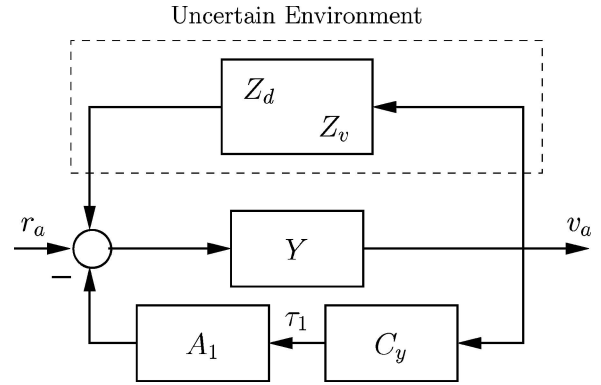 Uncertain Environment
Z_d
Z_v
r_a
v_a
−
Y
τ_1
A_1
C_y